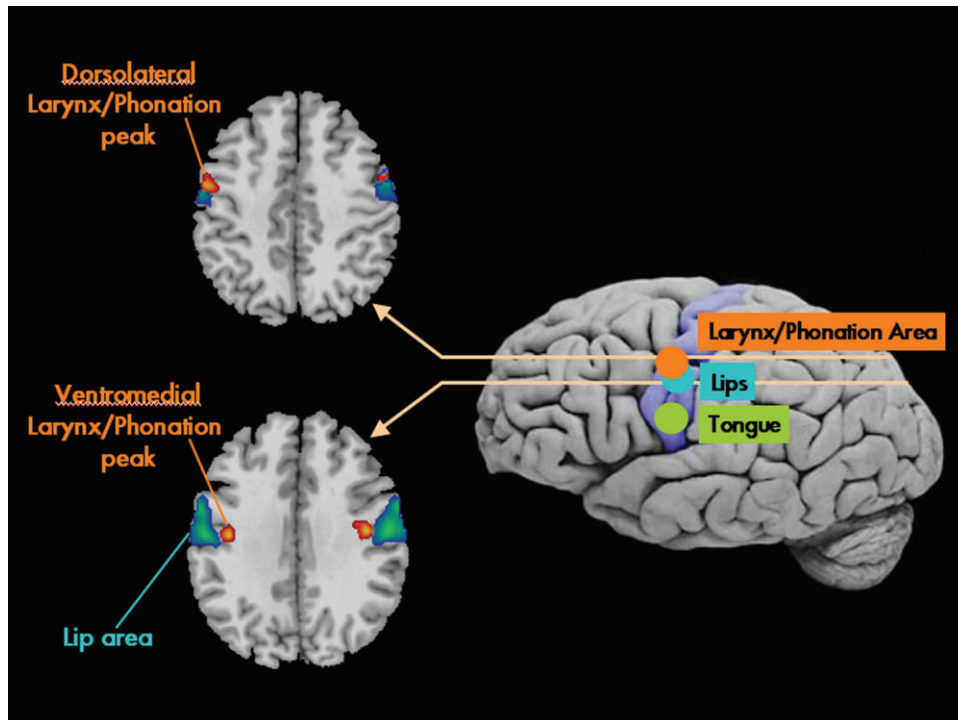 Dorsolateral
Larynx/Phonation
peak
Larynx/Phonation Area
Lips
Tongue
Ventromedial
Larynx/Phonation
peak
Lip area